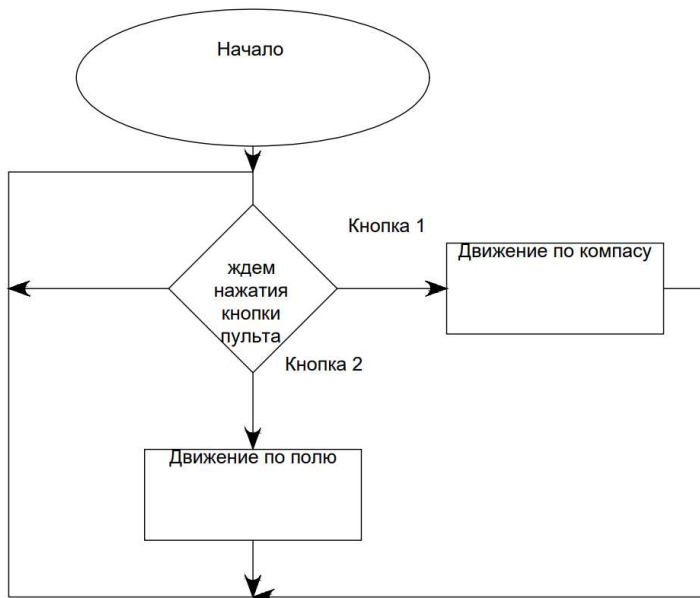 Начало
Кнопка 1
Движение по компасу
ждем
нажатия
кнопки
пульта
Кнопка 2
Движение по полю